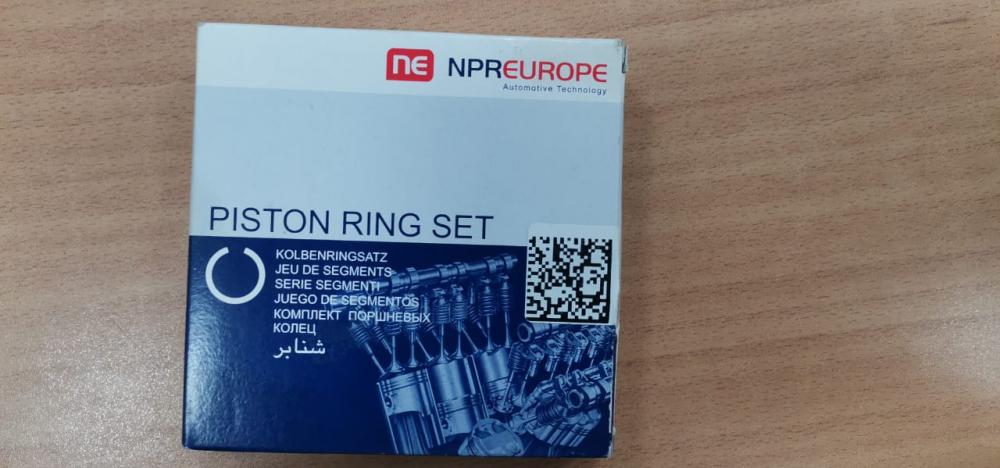 ne NPREUROPE
Automotive Technology
PISTON RING SET
KOLBENRINGSATZ
JEU DE SEGMENTS
SERIE SEGMENTI
JUEGO DE SEGMENTOS
КОМПЛЕКТ ПОРШНЕВЫХ
КОЛЕЦ
شنابر